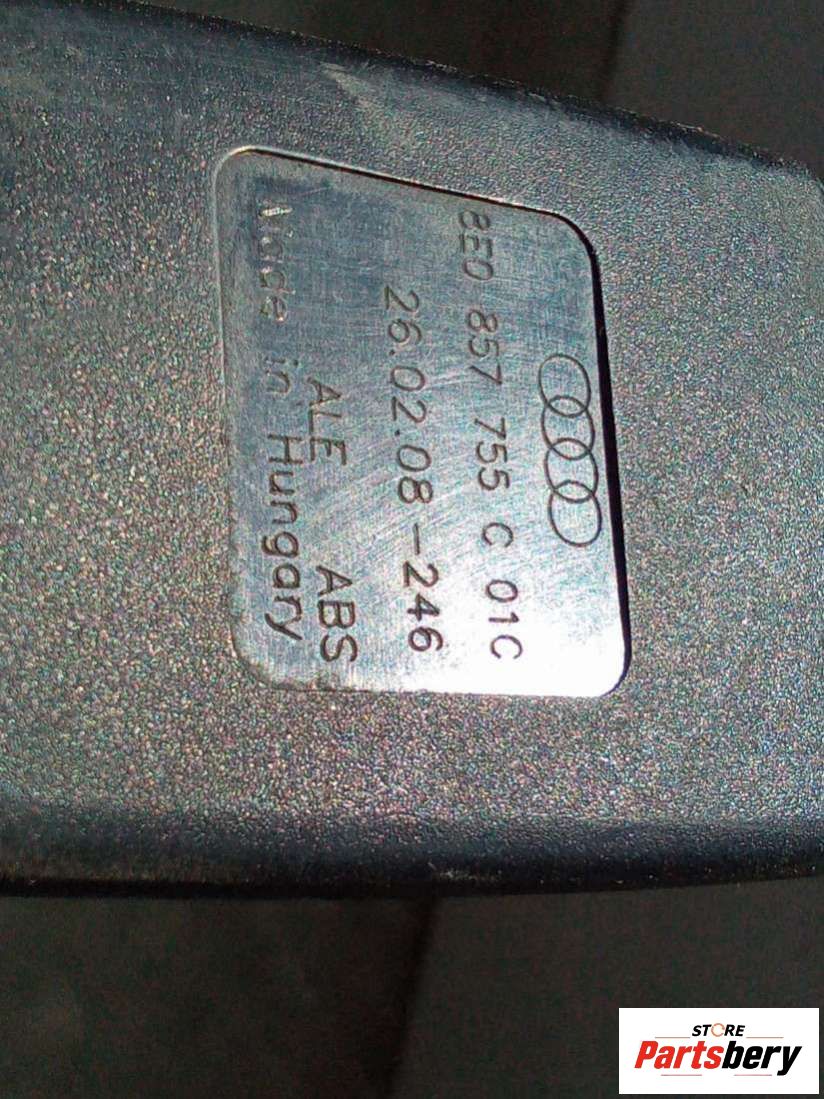 8E0 857 755 C 01C
26.02.08-246
ALE ABS
Made in Hungary
STORE
Partsbery